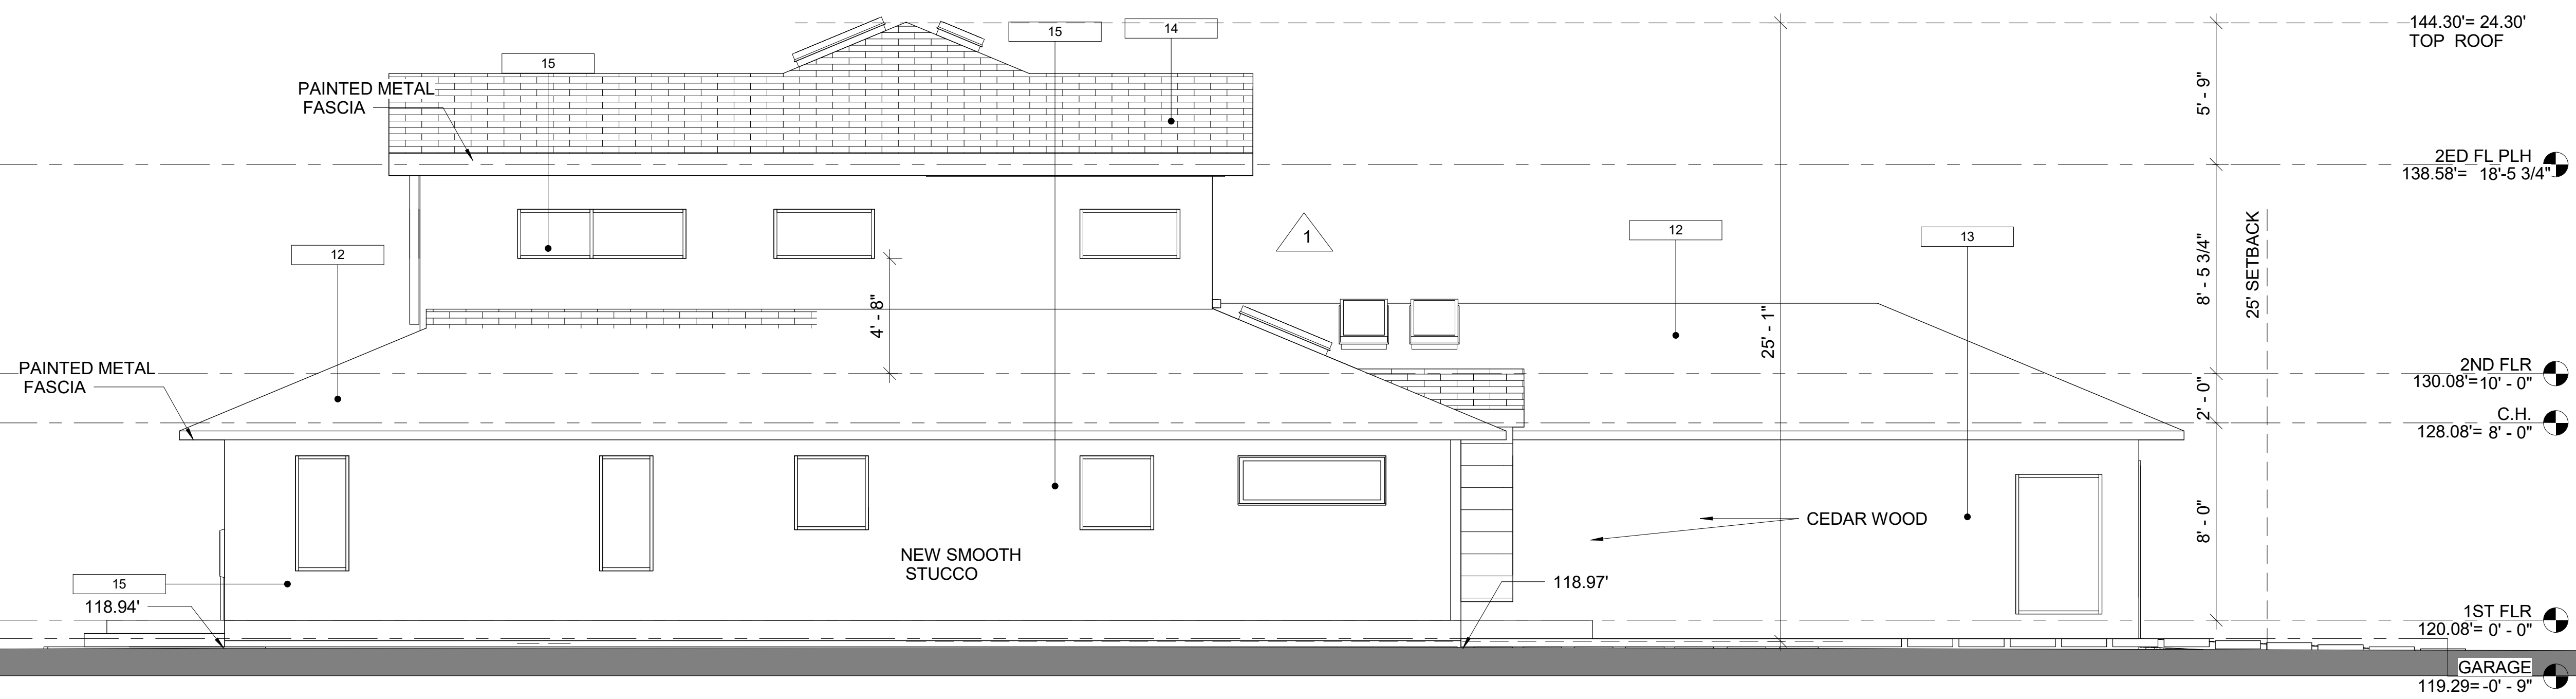 144.30'= 24.30'
TOP ROOF
15
14
15
PAINTED METAL
FASCIA
5' - 9"
2ED FL PLH
138.58'= 18'-5 3/4"
12
1
12
13
8' - 5 3/4"
25' SETBACK
4' - 8"
25' - 1"
PAINTED METAL
FASCIA
2ND FLR
130.08'= 10' - 0"
2' - 0"
C.H.
128.08'= 8' - 0"
CEDAR WOOD
8' - 0"
NEW SMOOTH
STUCCO
15
118.97'
118.94'
1ST FLR
120.08'= 0' - 0"
GARAGE
119.29= -0' - 9"